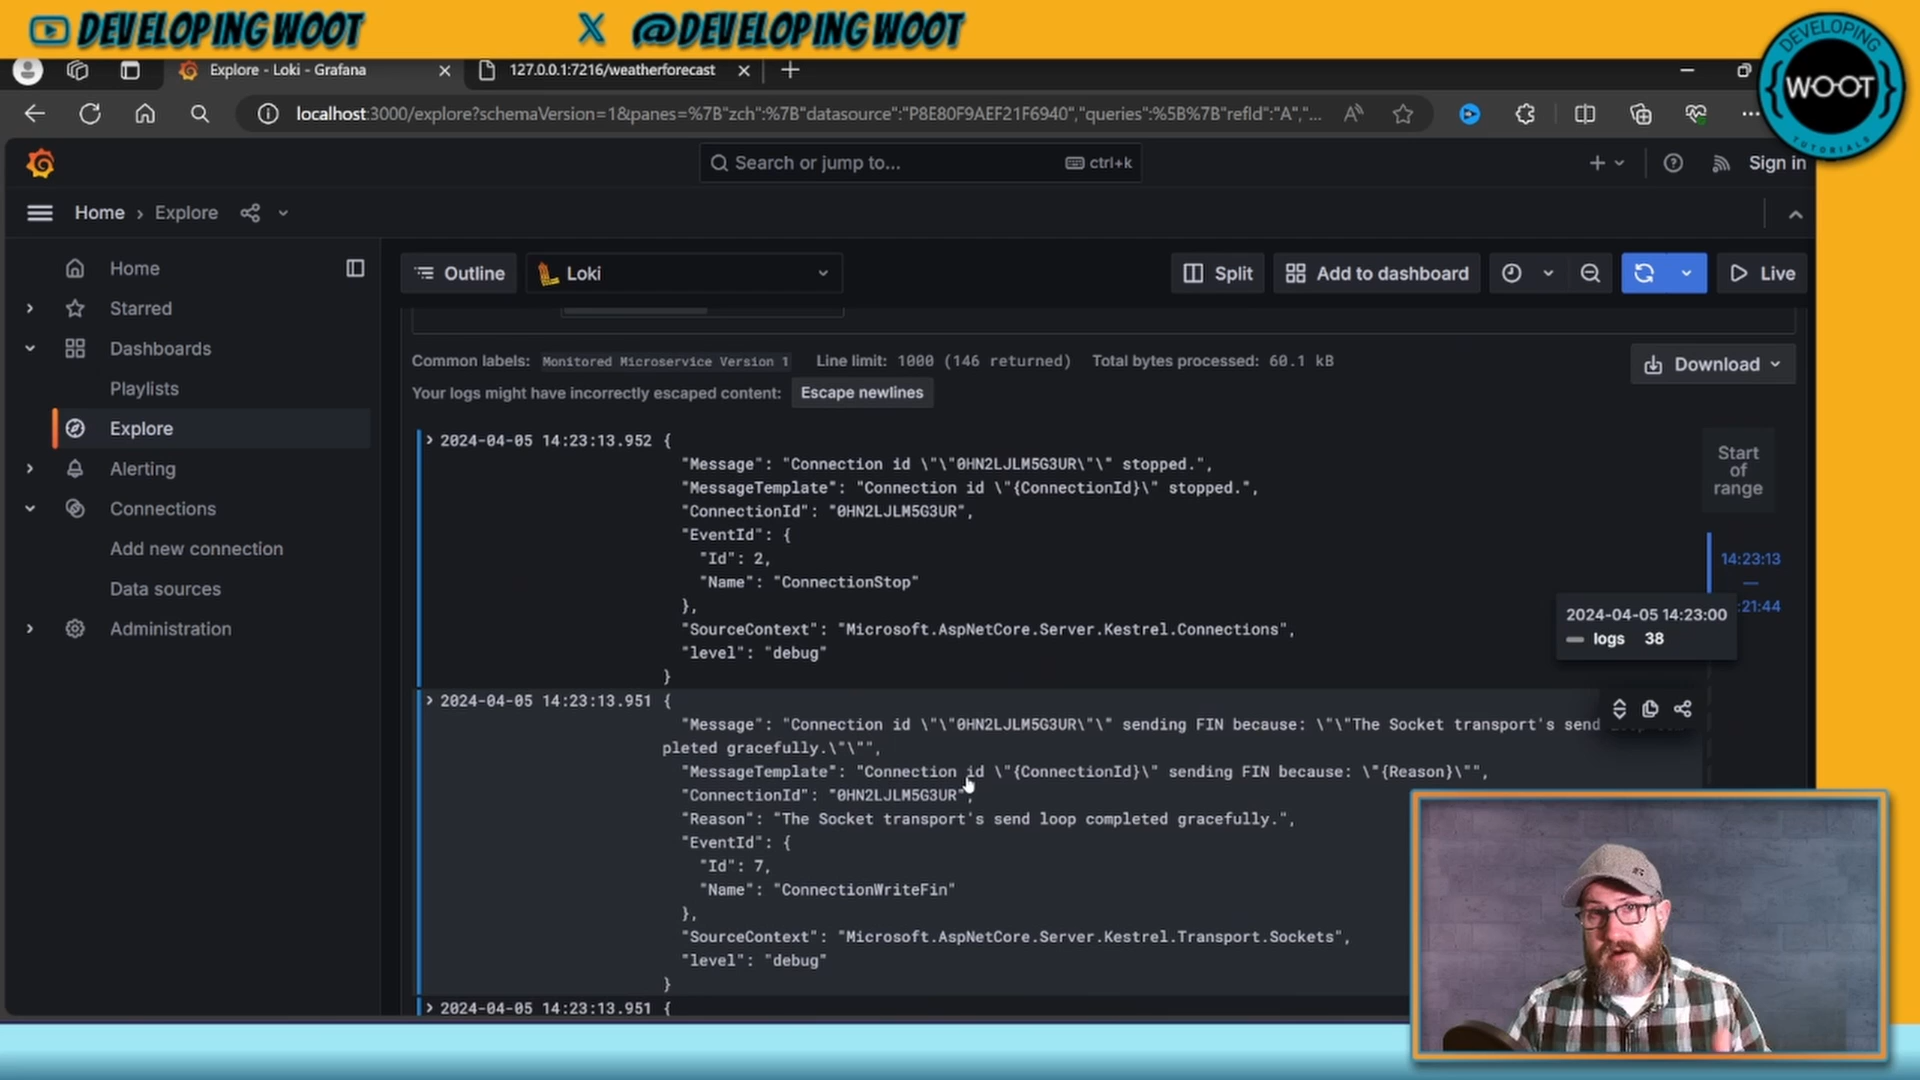 DEVELOPINGWOOT
@DEVELOPINGWOOT
DEVELOPING
WOOT
TUTORIALS
Explore - Loki - Grafana
127.0.0.1:7216/weatherforecast
localhost:3000/explore?schemaVersion=1&panes=%7B"zch":%7B"datasource":"P8E80F9AEF21F6940","queries":%5B%7B"refId":"A","...
Search or jump to...
ctrl+k
Sign in
Home › Explore
Home
Starred
Dashboards
Playlists
Explore
Alerting
Connections
Add new connection
Data sources
Administration
Outline
Loki
Split
Add to dashboard
Live
Common labels: Monitored Microservice Version 1 Line limit: 1000 (146 returned) Total bytes processed: 60.1 kB
Download
Your logs might have incorrectly escaped content: Escape newlines
2024-04-05 14:23:13.952 {
"Message": "Connection id \"\"0HN2LJLM5G3UR\"\" stopped.",
"MessageTemplate": "Connection id \"{ConnectionId}\" stopped.",
"ConnectionId": "0HN2LJLM5G3UR",
"EventId": {
"Id": 2,
"Name": "ConnectionStop"
},
"SourceContext": "Microsoft.AspNetCore.Server.Kestrel.Connections",
"level": "debug"
}
Start
of
range
14:23:13
—
:21:44
2024-04-05 14:23:00
logs 38
2024-04-05 14:23:13.951 {
"Message": "Connection id \"\"0HN2LJLM5G3UR\"\" sending FIN because: \"\"The Socket transport's send
pleted gracefully.\"\"",
"MessageTemplate": "Connection id \"{ConnectionId}\" sending FIN because: \"{Reason}\"",
"ConnectionId": "0HN2LJLM5G3UR",
"Reason": "The Socket transport's send loop completed gracefully.",
"EventId": {
"Id": 7,
"Name": "ConnectionWriteFin"
},
"SourceContext": "Microsoft.AspNetCore.Server.Kestrel.Transport.Sockets",
"level": "debug"
}
2024-04-05 14:23:13.951 {